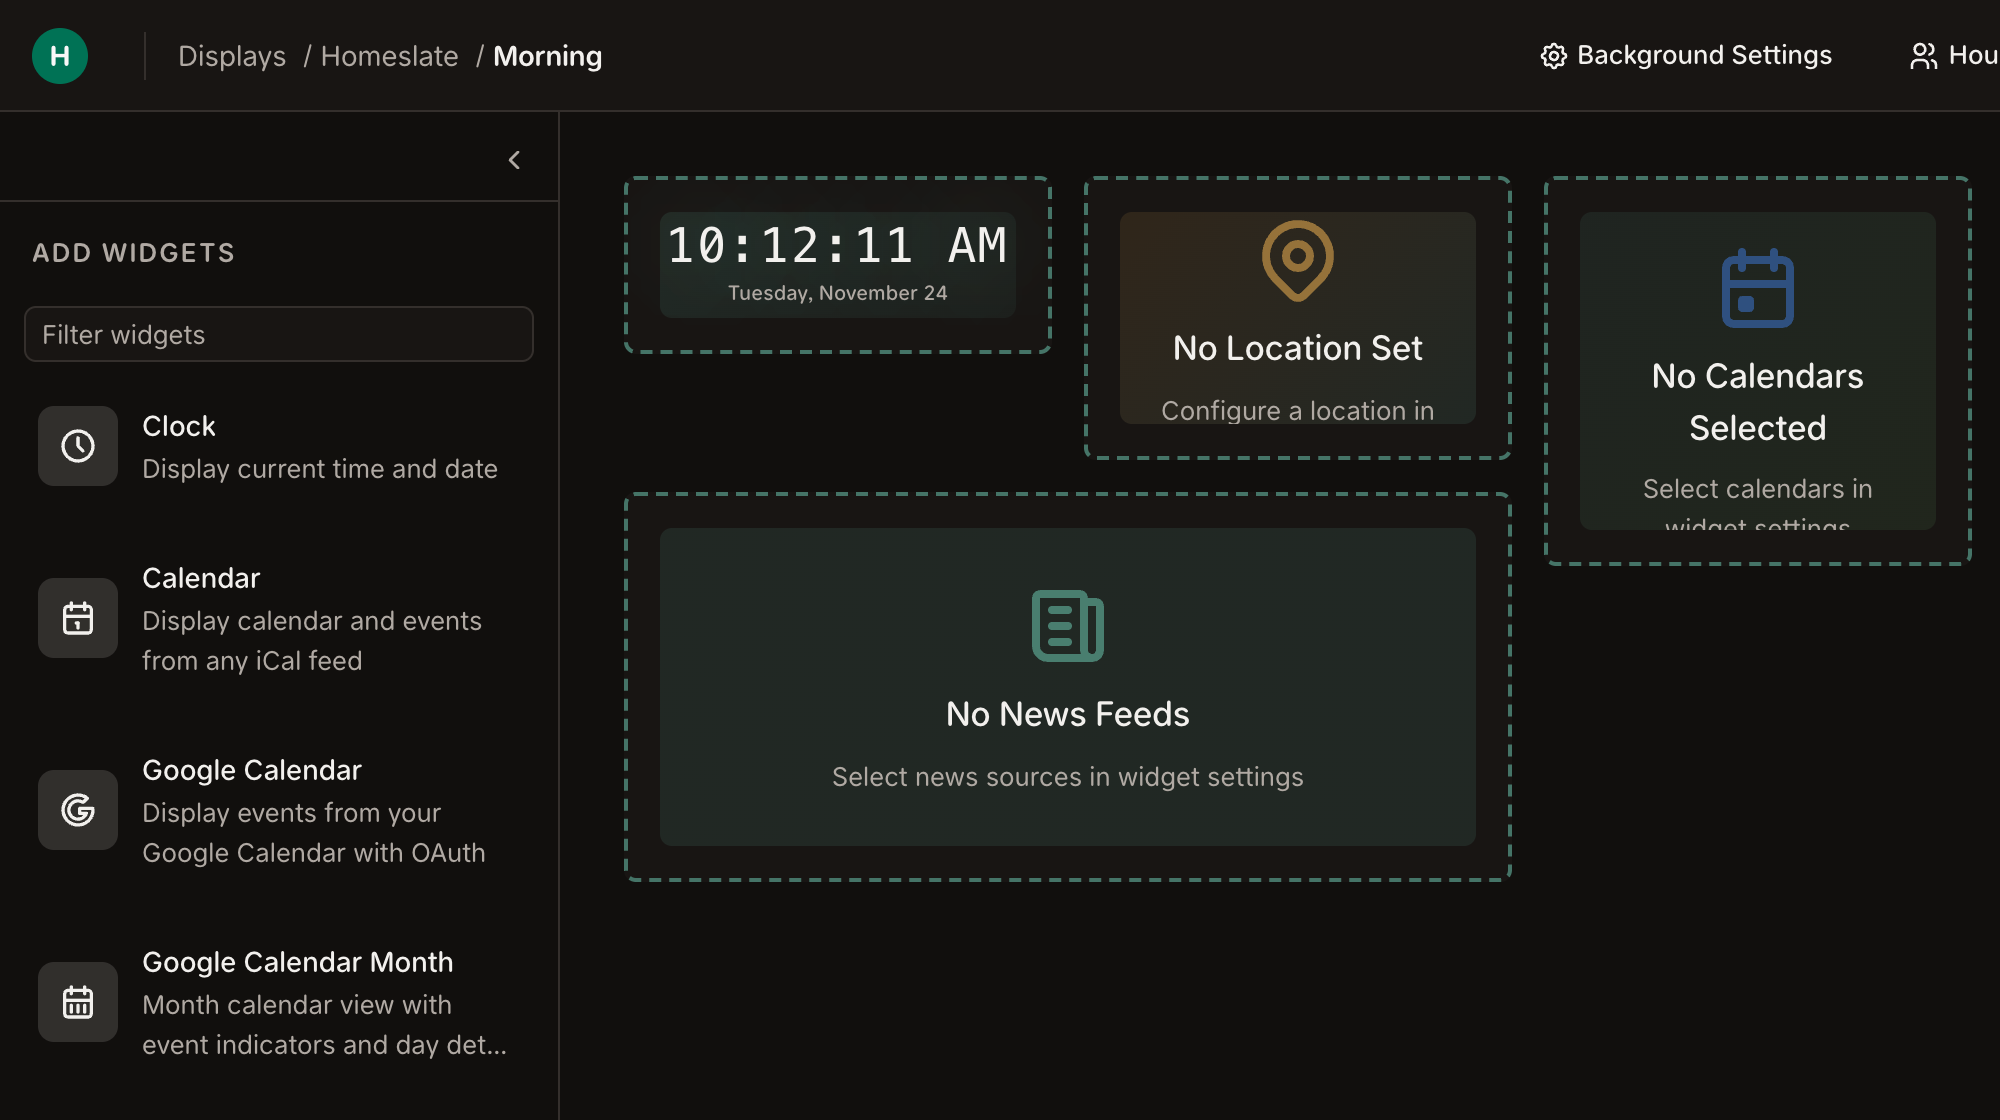 H
Displays / Homeslate / Morning
Background Settings
Hou
ADD WIDGETS
Filter widgets
Clock
Display current time and date
Calendar
Display calendar and events
from any iCal feed
Google Calendar
Display events from your
Google Calendar with OAuth
Google Calendar Month
Month calendar view with
event indicators and day det...
10:12:11 AM
Tuesday, November 24
No Location Set
Configure a location in
No Calendars
Selected
Select calendars in
widget settings
No News Feeds
Select news sources in widget settings